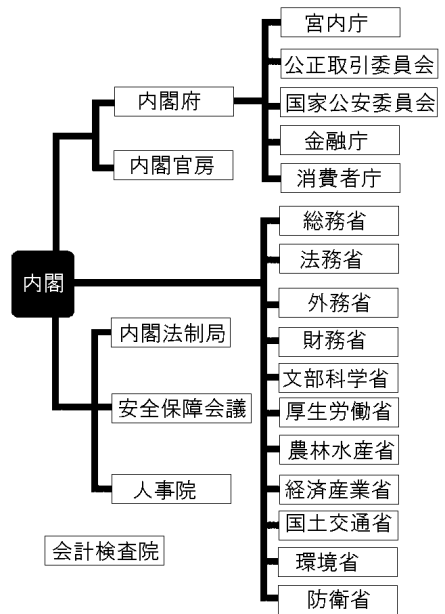 宮内庁
公正取引委員会
内閣府
国家公安委員会
金融庁
内閣官房
消費者庁
総務省
法務省
内閣
外務省
内閣法制局
財務省
文部科学省
安全保障会議
厚生労働省
農林水産省
人事院
経済産業省
国土交通省
会計検査院
環境省
防衛省